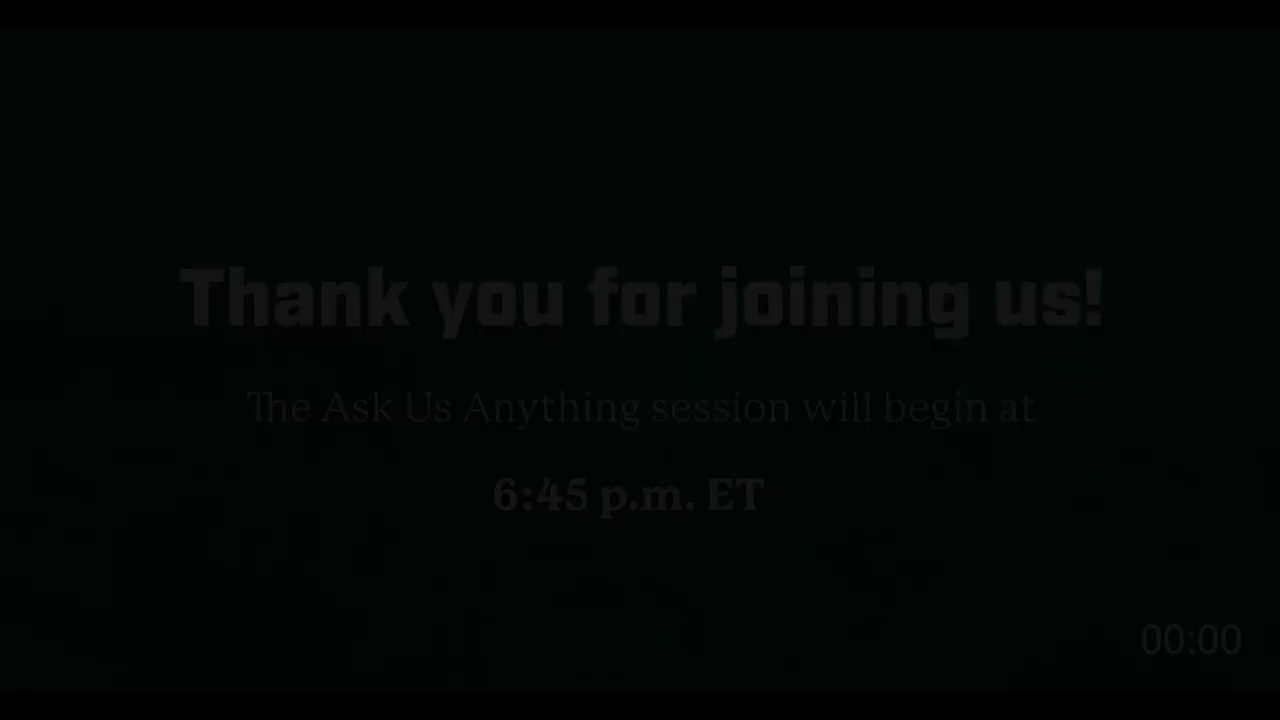 Thank you for joining us!
The Ask Us Anything session will begin at
6:45 p.m. ET
00:00